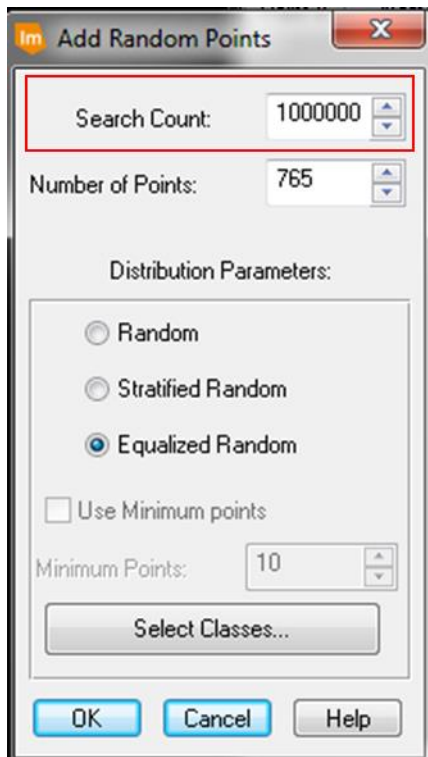 Im Add Random Points
Search Count: 1000000
Number of Points: 765
Distribution Parameters:
Random
Stratified Random
Equalized Random
Use Minimum points
Minimum Points: 10
Select Classes...
OK Cancel Help